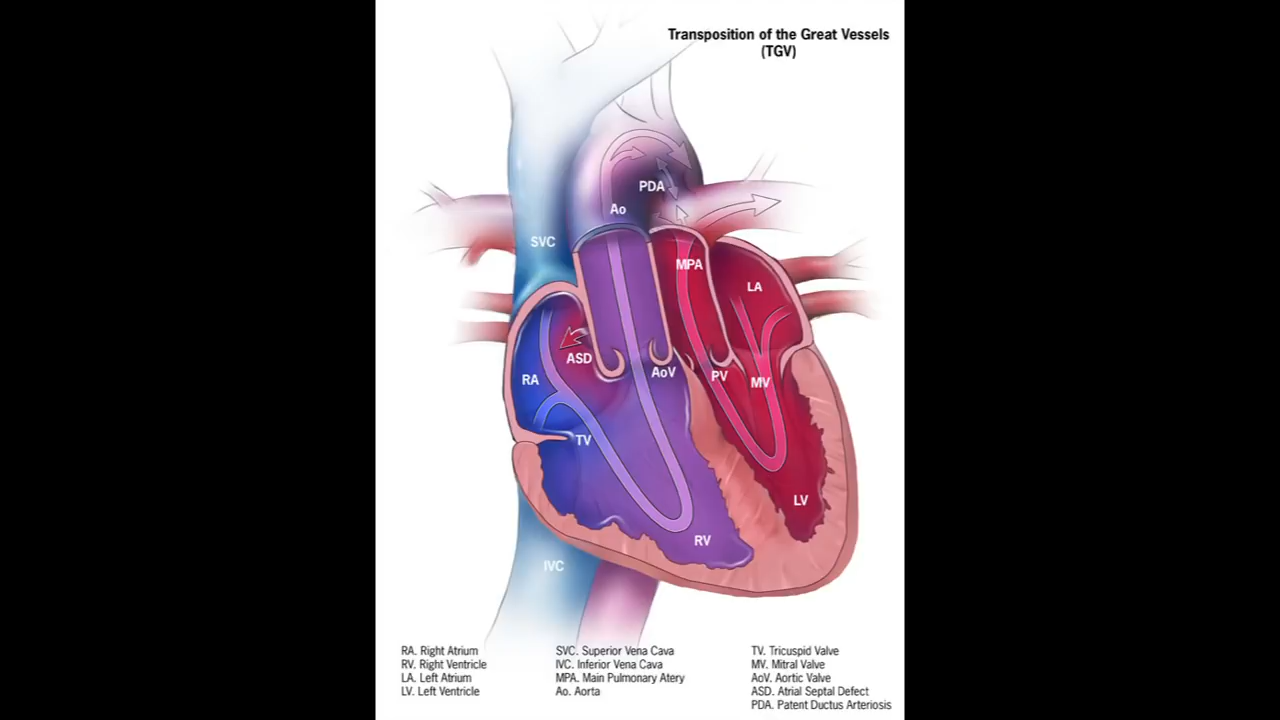 Transposition of the Great Vessels
(TGV)
PDA
Ao
SVC
MPA
LA
ASD
RA
AoV
PV
MV
TV
LV
RV
IVC
RA. Right Atrium
RV. Right Ventricle
LA. Left Atrium
LV. Left Ventricle
SVC. Superior Vena Cava
IVC. Inferior Vena Cava
MPA. Main Pulmonary Atery
Ao. Aorta
TV. Tricuspid Valve
MV. Mitral Valve
AoV. Aortic Valve
ASD. Atrial Septal Defect
PDA. Patent Ductus Arteriosis